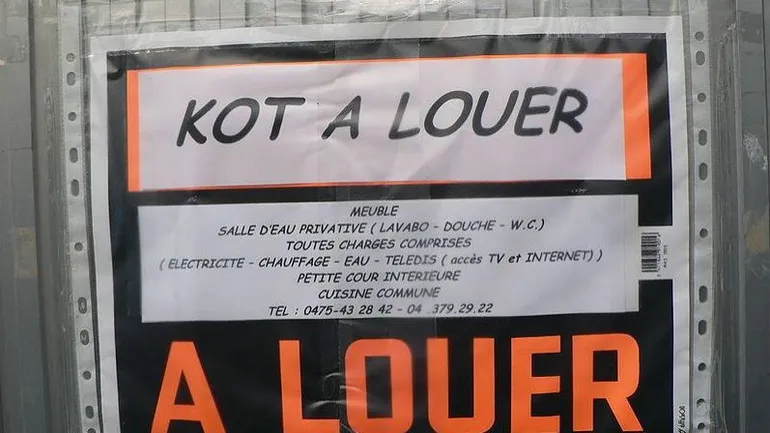 KOT A LOUER
MEUBLE
SALLE D'EAU PRIVATIVE ( LAVABO - DOUCHE - W.C.)
TOUTES CHARGES COMPRISES
( ELECTRICITE - CHAUFFAGE - EAU - TELEDIS ( accès TV et INTERNET) )
PETITE COUR INTERIEURE
CUISINE COMMUNE
TEL : 0475-43 28 42 - 04 .379.29.22
A LOUER